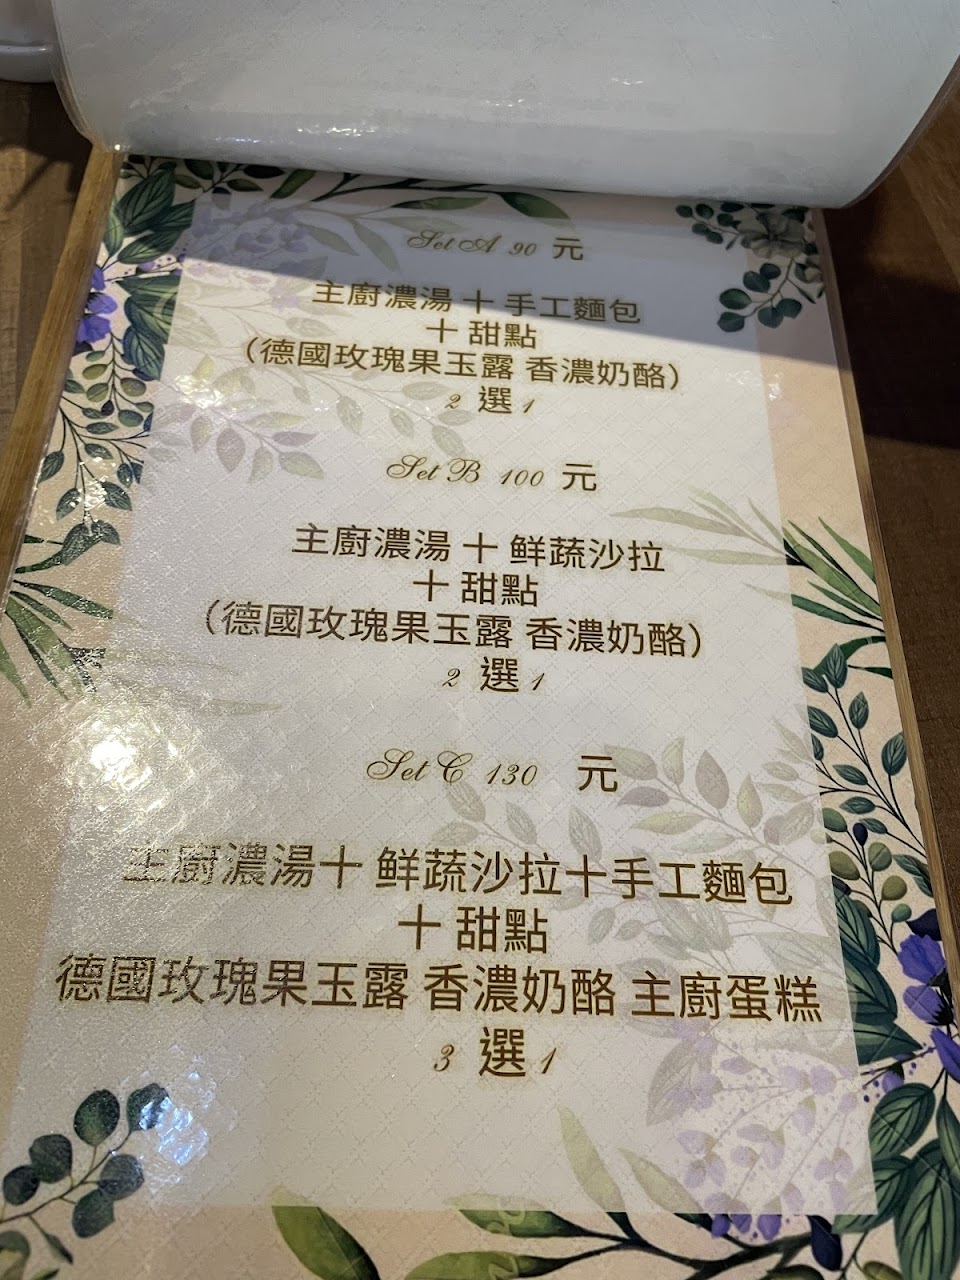 Set A 90 元
主廚濃湯 十 手工麵包
十 甜點
（德國玫瑰果玉露 香濃奶酪）
2 選 1
Set B 100 元
主廚濃湯 十 鮮蔬沙拉
十 甜點
（德國玫瑰果玉露 香濃奶酪）
2 選 1
Set C 130 元
主廚濃湯十 鮮蔬沙拉十手工麵包
十 甜點
德國玫瑰果玉露 香濃奶酪 主廚蛋糕
3 選 1